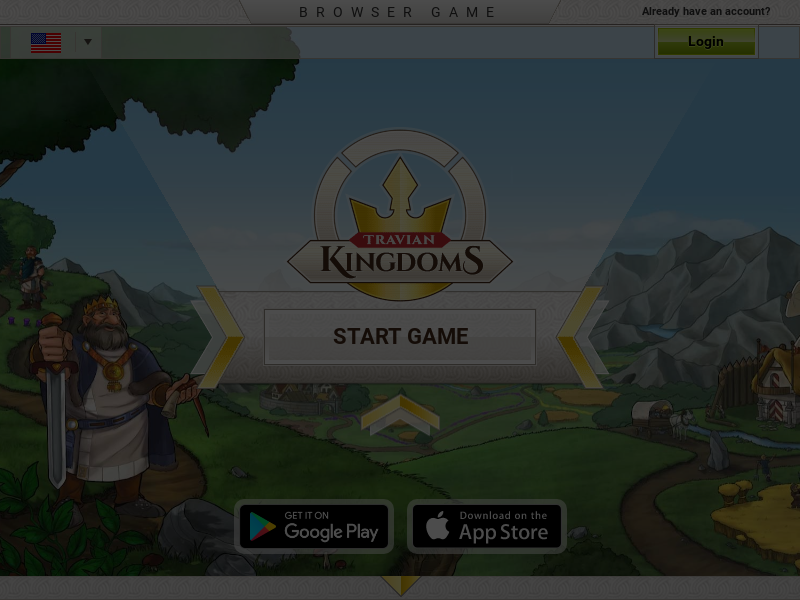 BROWSER GAME
Already have an account?
Login
TRAVIAN
KINGDOMS
START GAME
GET IT ON
Google Play
Download on the
App Store